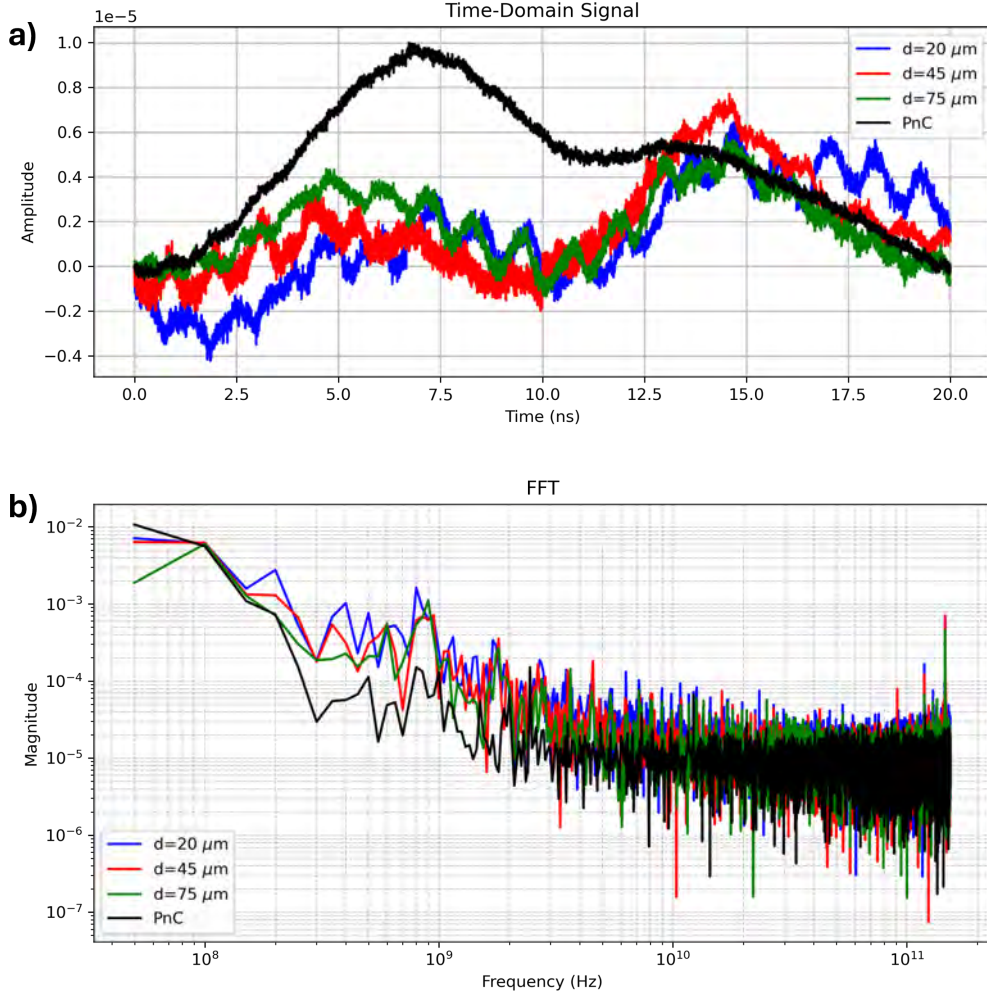 a)
Time-Domain Signal
1e−5
1.0
0.8
0.6
0.4
0.2
0.0
−0.2
−0.4
Amplitude
d=20 μm
d=45 μm
d=75 μm
PnC
0.0 2.5 5.0 7.5 10.0 12.5 15.0 17.5 20.0
Time (ns)
b)
FFT
10⁻²
10⁻³
10⁻⁴
10⁻⁵
10⁻⁶
10⁻⁷
Magnitude
d=20 μm
d=45 μm
d=75 μm
PnC
10⁸ 10⁹ 10¹⁰ 10¹¹
Frequency (Hz)